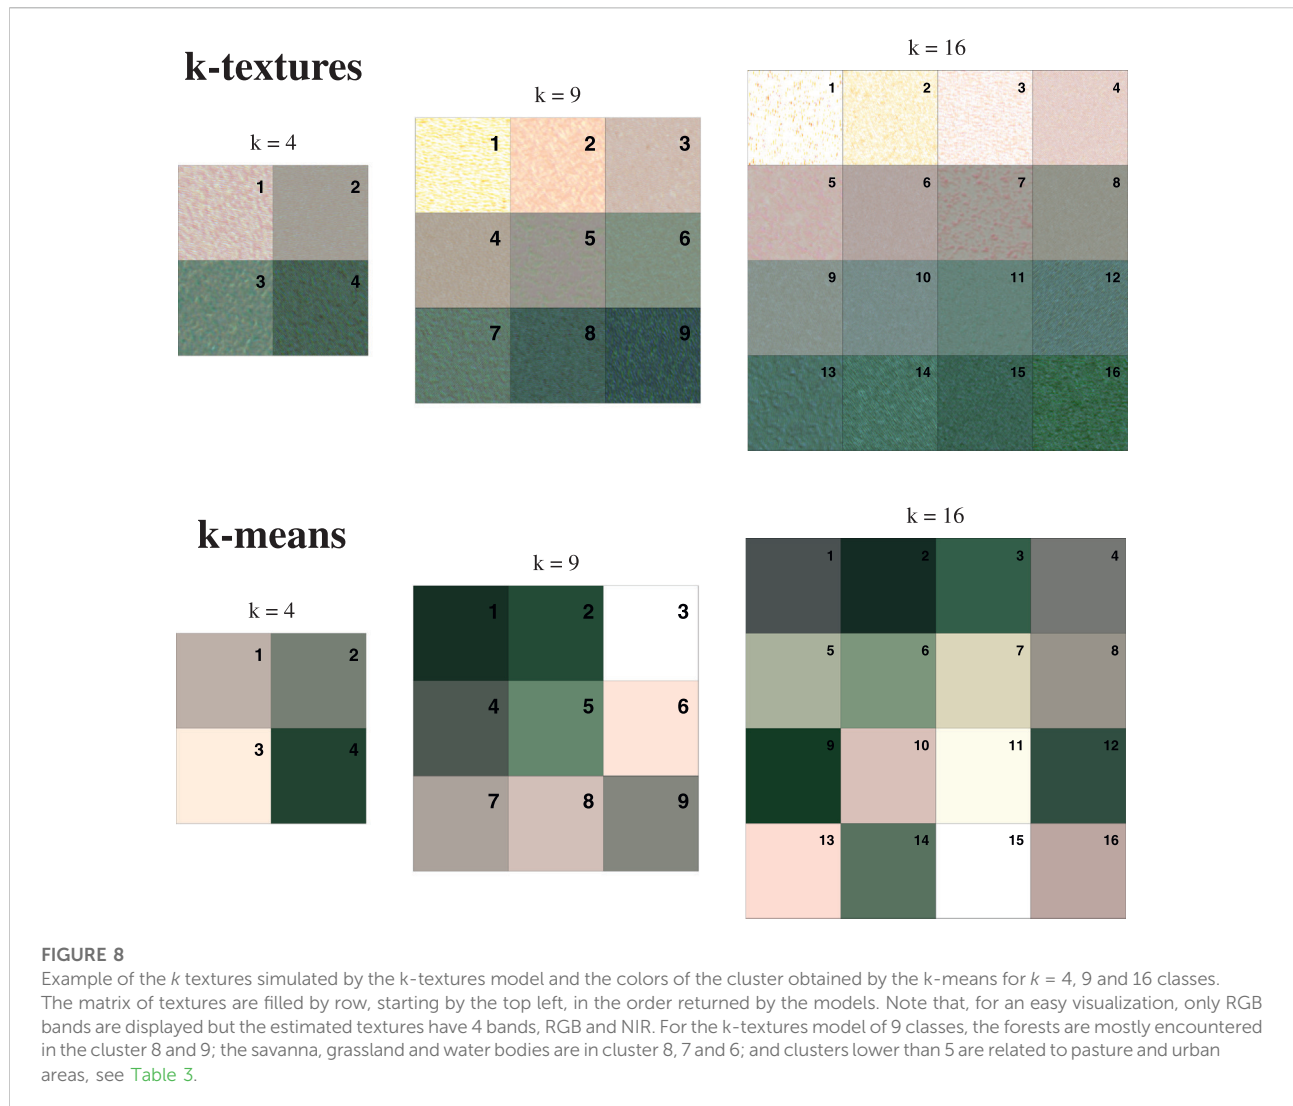 k-textures
k = 4
1 2
3 4
k = 9
1 2 3
4 5 6
7 8 9
k = 16
1 2 3 4
5 6 7 8
9 10 11 12
13 14 15 16
k-means
k = 4
1 2
3 4
k = 9
1 2 3
4 5 6
7 8 9
k = 16
1 2 3 4
5 6 7 8
9 10 11 12
13 14 15 16
FIGURE 8
Example of the k textures simulated by the k-textures model and the colors of the cluster obtained by the k-means for k = 4, 9 and 16 classes.
The matrix of textures are filled by row, starting by the top left, in the order returned by the models. Note that, for an easy visualization, only RGB
bands are displayed but the estimated textures have 4 bands, RGB and NIR. For the k-textures model of 9 classes, the forests are mostly encountered
in the cluster 8 and 9; the savanna, grassland and water bodies are in cluster 8, 7 and 6; and clusters lower than 5 are related to pasture and urban
areas, see Table 3.